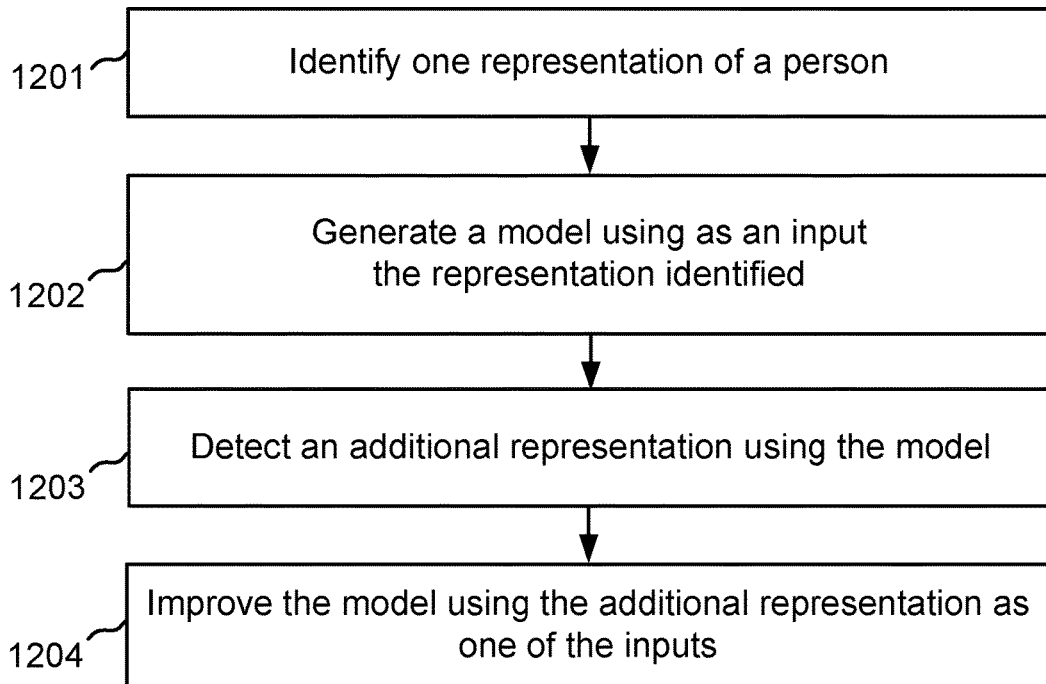 1201
Identify one representation of a person
1202
Generate a model using as an input
the representation identified
1203
Detect an additional representation using the model
1204
Improve the model using the additional representation as
one of the inputs